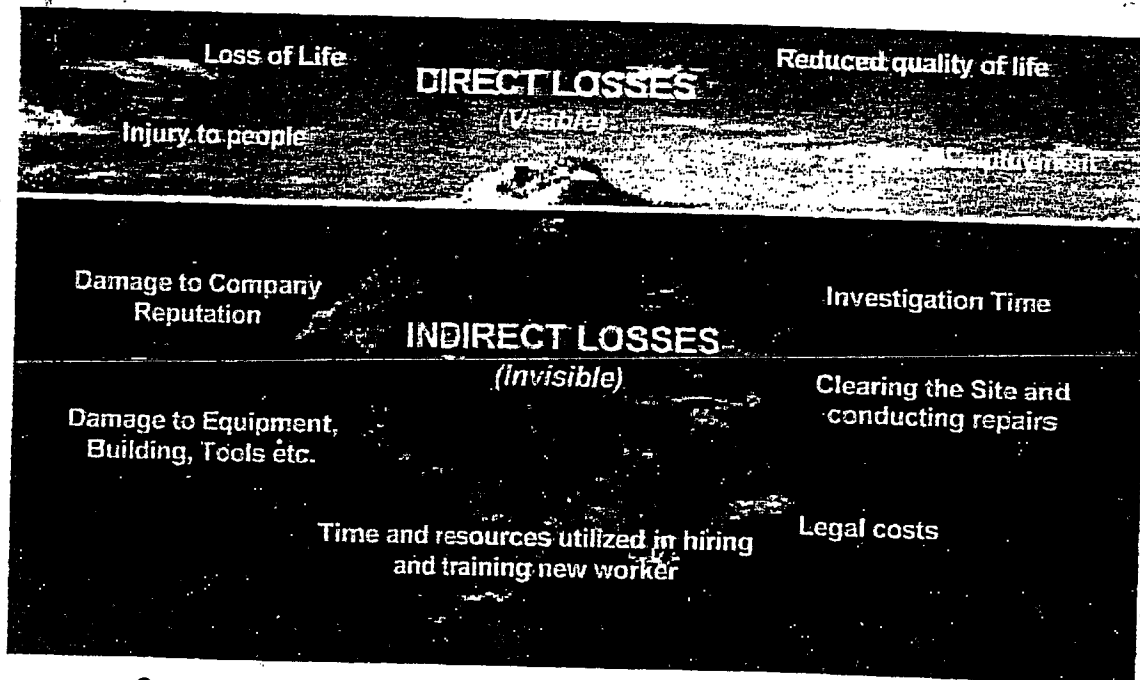 Loss of Life
DIRECT LOSSES
Reduced quality of life
(Visible)
Injury to people
Employment
Damage to Company
Reputation
Investigation Time
INDIRECT LOSSES
(Invisible)
Clearing the Site and
conducting repairs
Damage to Equipment,
Building, Tools etc.
Time and resources utilized in hiring
and training new worker
Legal costs